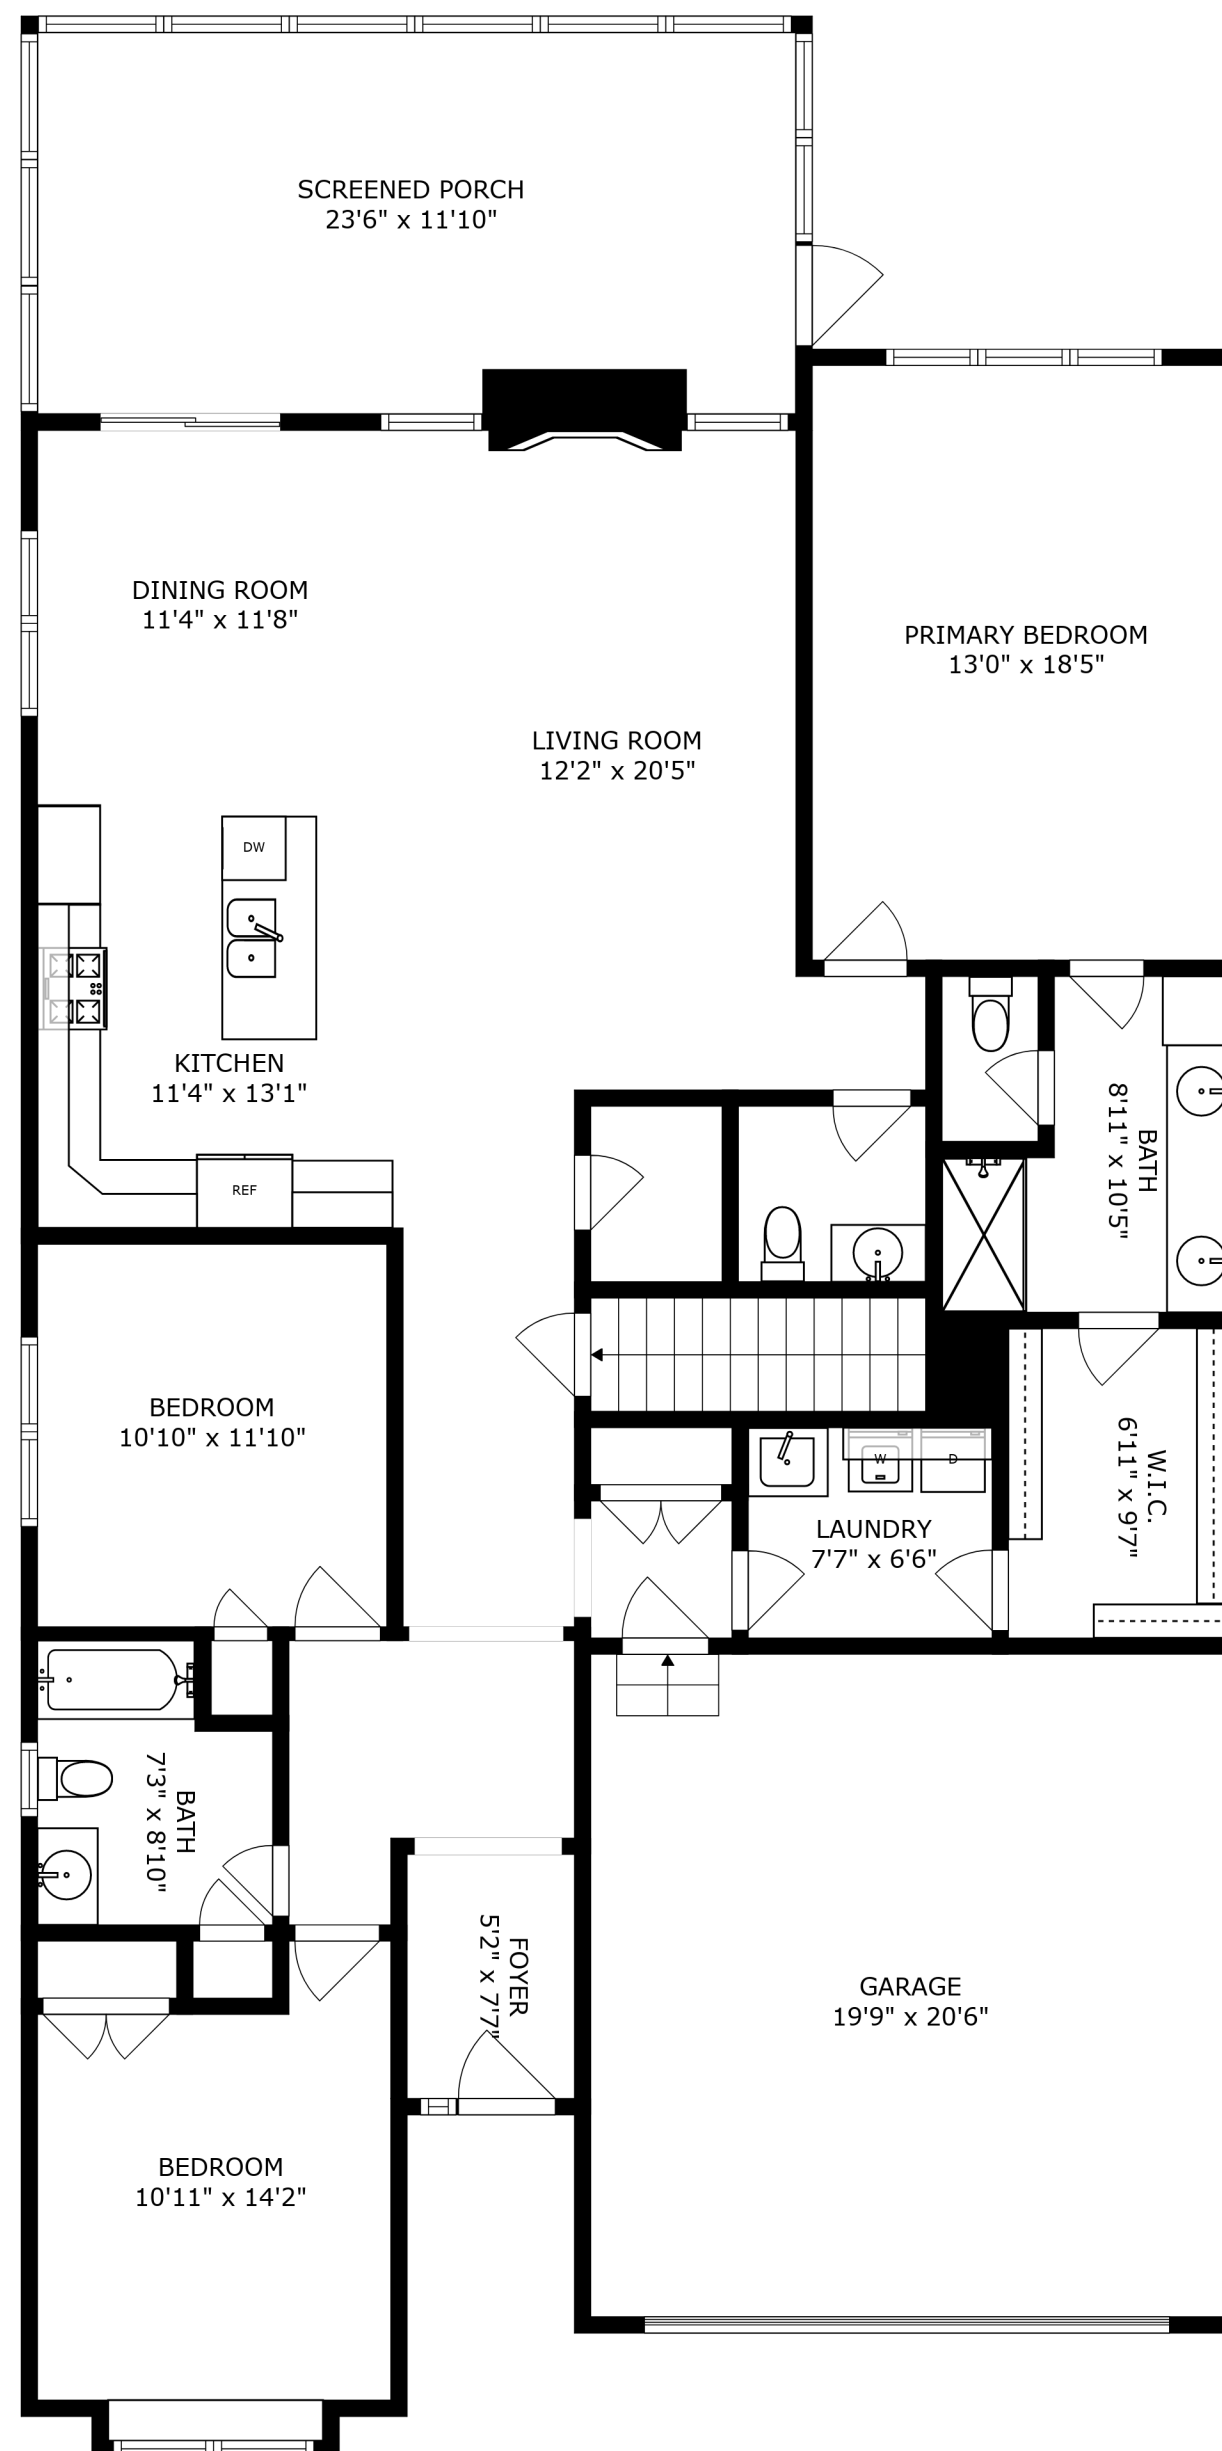 SCREENED PORCH
23'6" x 11'10"
DINING ROOM
11'4" x 11'8"
PRIMARY BEDROOM
13'0" x 18'5"
LIVING ROOM
12'2" x 20'5"
DW
KITCHEN
11'4" x 13'1"
REF
BATH
8'11" x 10'5"
BEDROOM
10'10" x 11'10"
W
D
W.I.C.
6'11" x 9'7"
LAUNDRY
7'7" x 6'6"
BATH
7'3" x 8'10"
FOYER
5'2" x 7'7"
GARAGE
19'9" x 20'6"
BEDROOM
10'11" x 14'2"